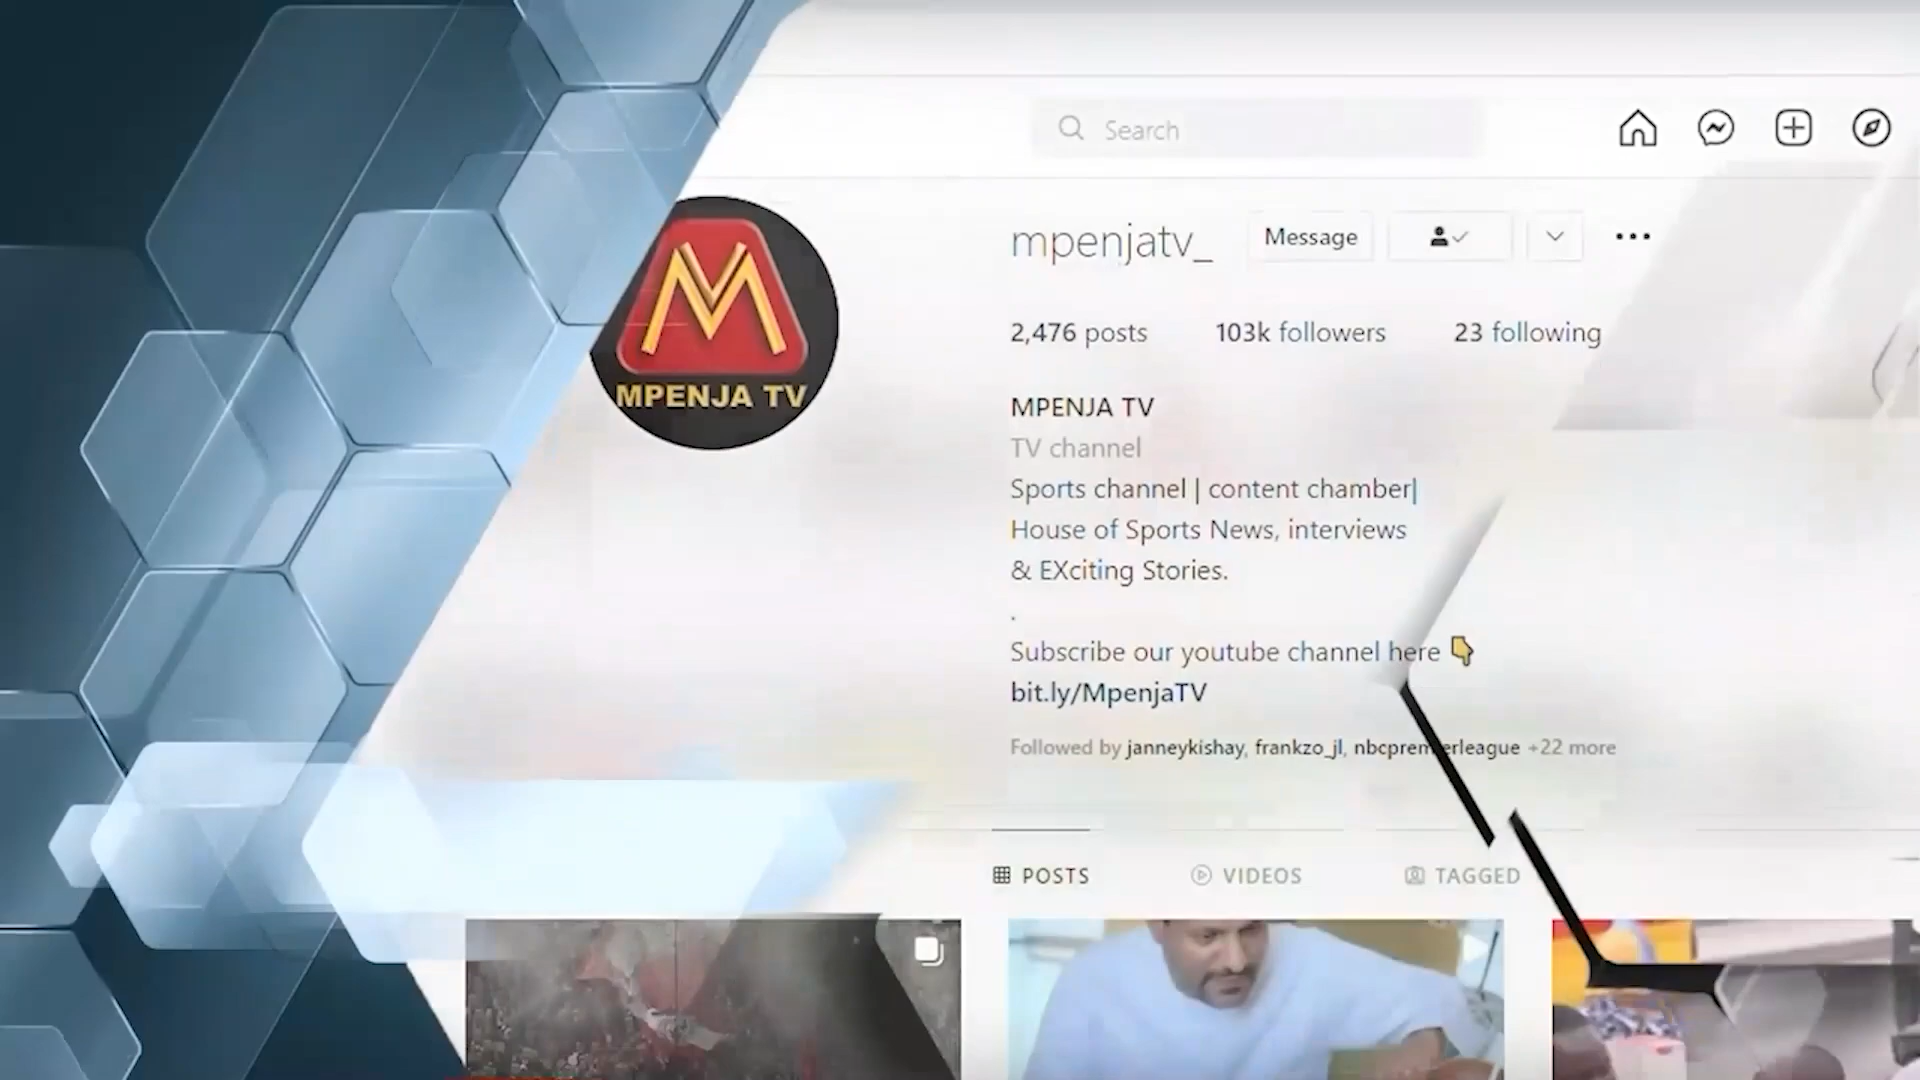 Search
mpenjatv_ Message
2,476 posts 103k followers 23 following
MPENJA TV
MPENJA TV
TV channel
Sports channel | content chamber|
House of Sports News, interviews
& EXciting Stories.
.
Subscribe our youtube channel here 👇
bit.ly/MpenjaTV
Followed by janneykishay, frankzo_jl, nbcpremierleague +22 more
POSTS VIDEOS TAGGED